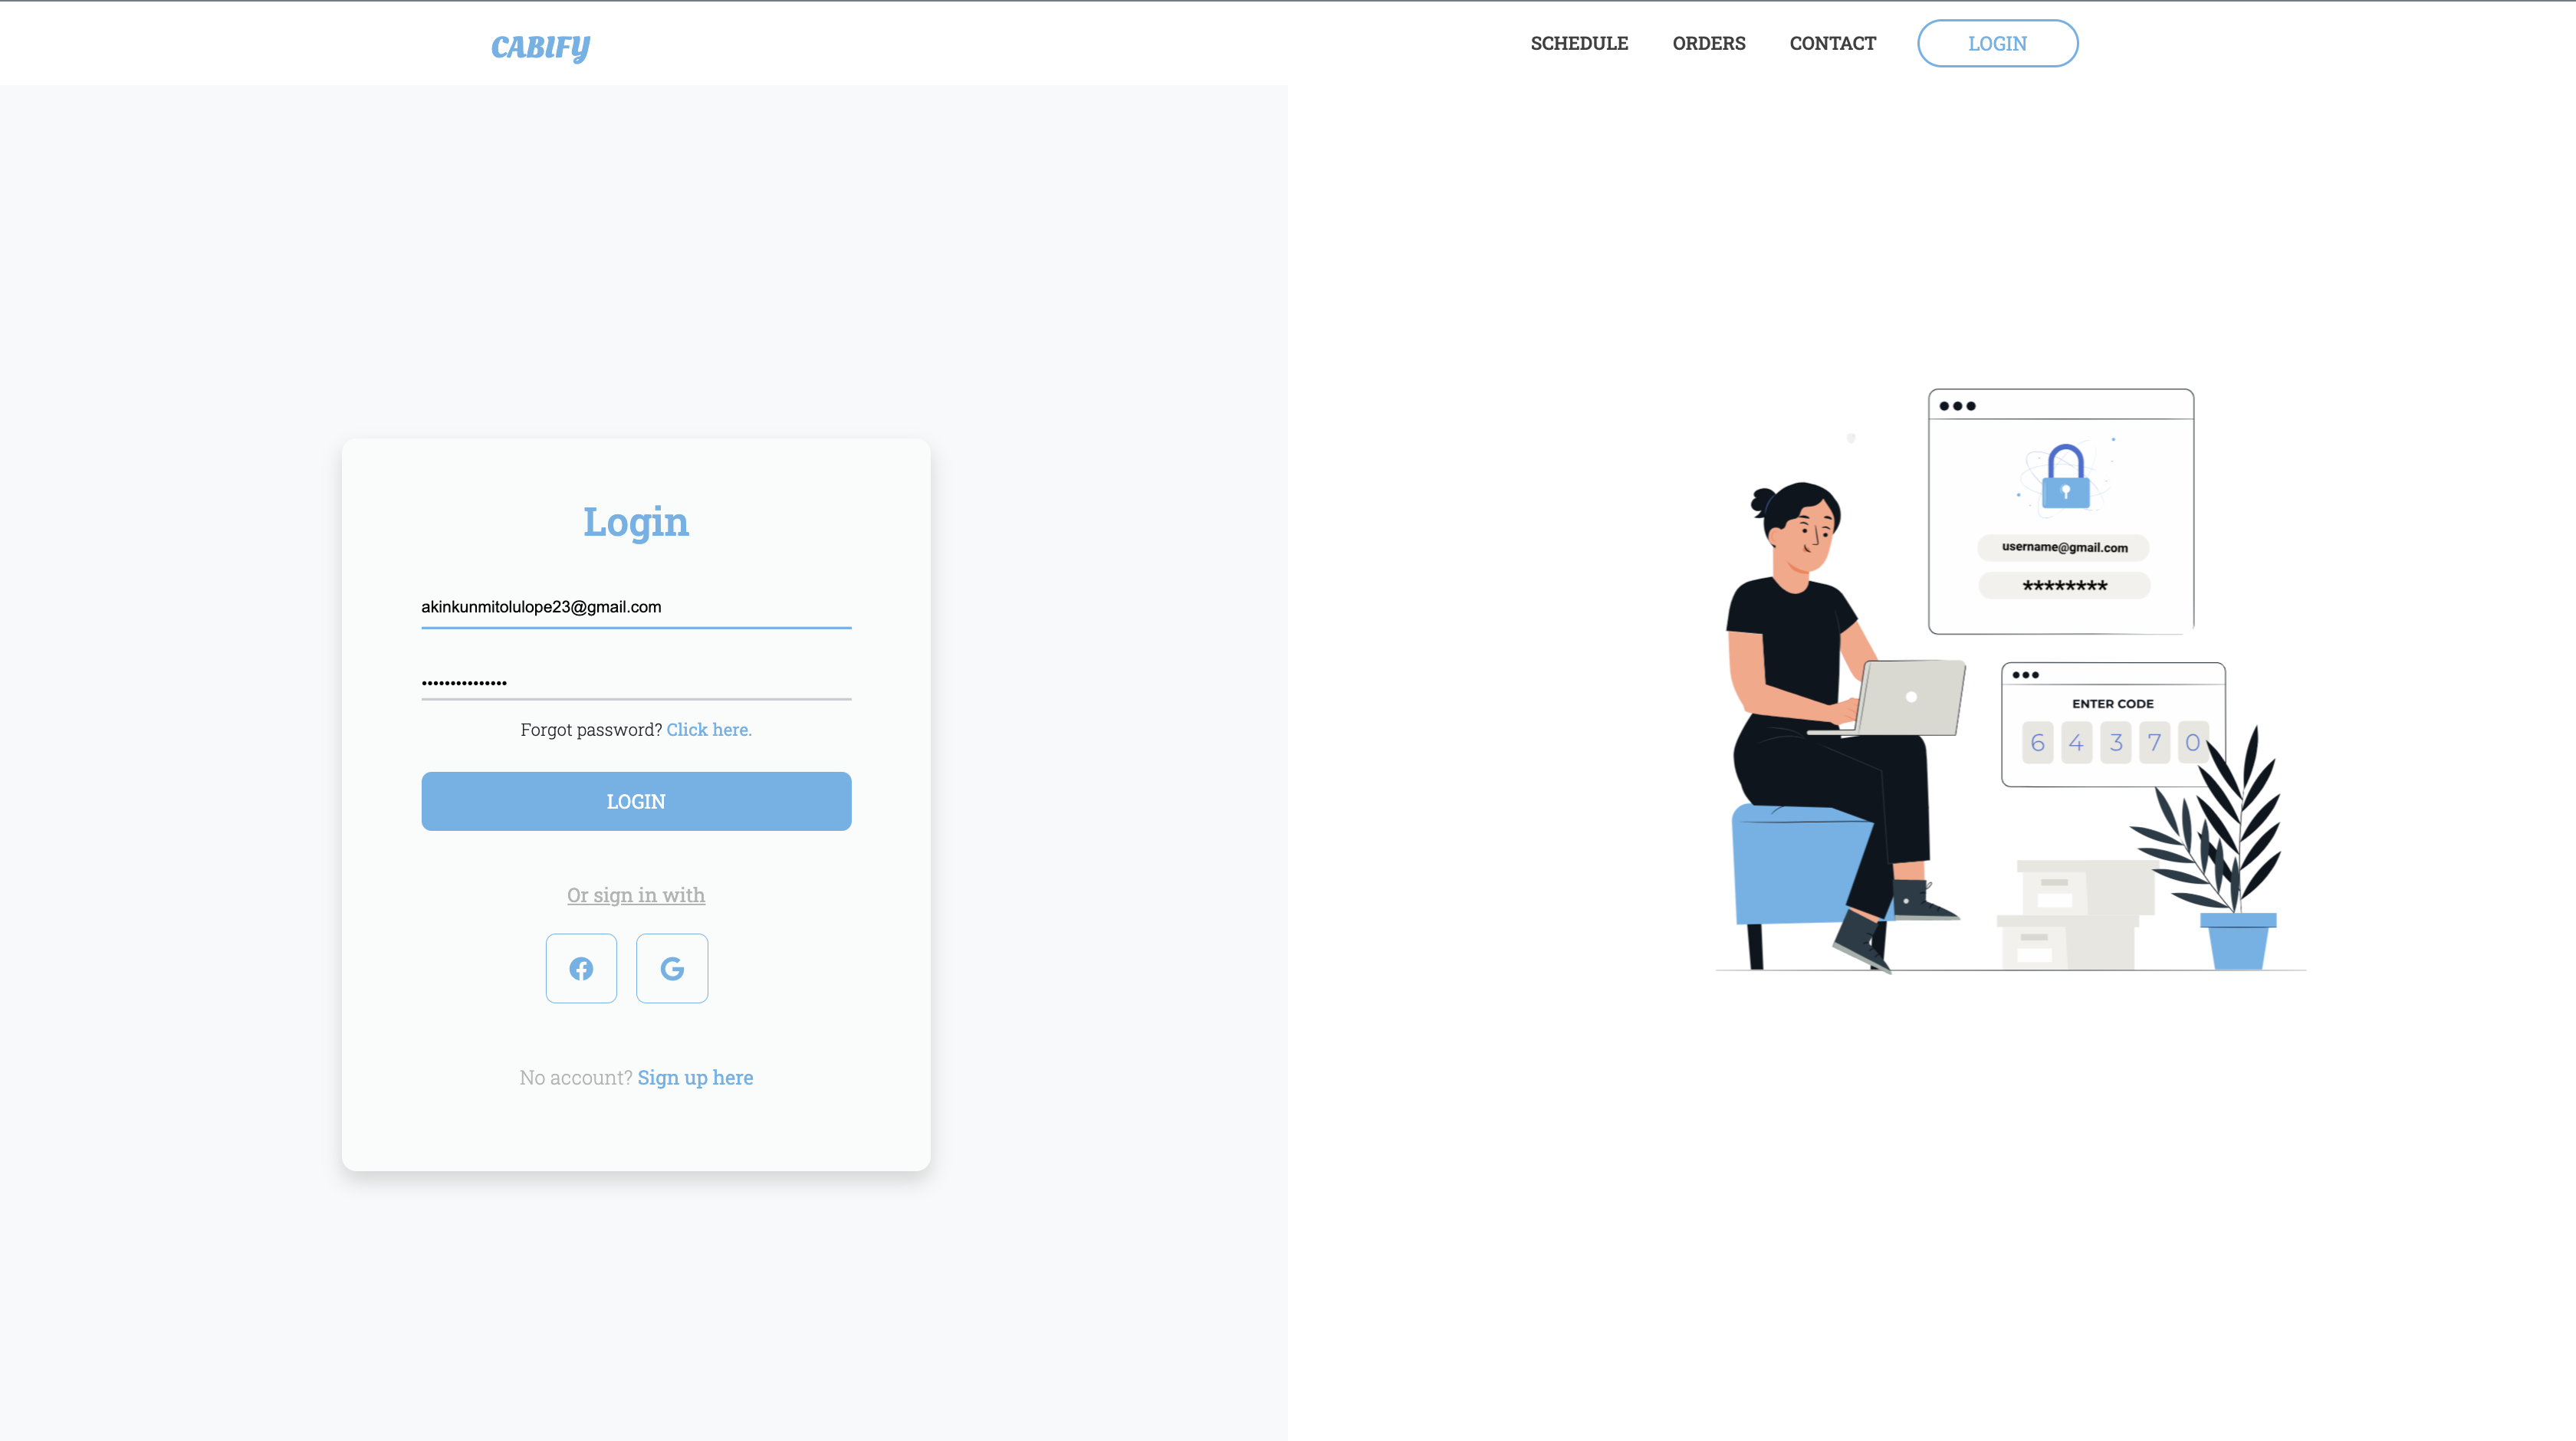 CABIFY
SCHEDULE ORDERS CONTACT LOGIN
Login
akinkunmitolulope23@gmail.com
•••••••••••••••
Forgot password? Click here.
LOGIN
Or sign in with
No account? Sign up here
username@gmail.com
********
ENTER CODE
6 4 3 7 0